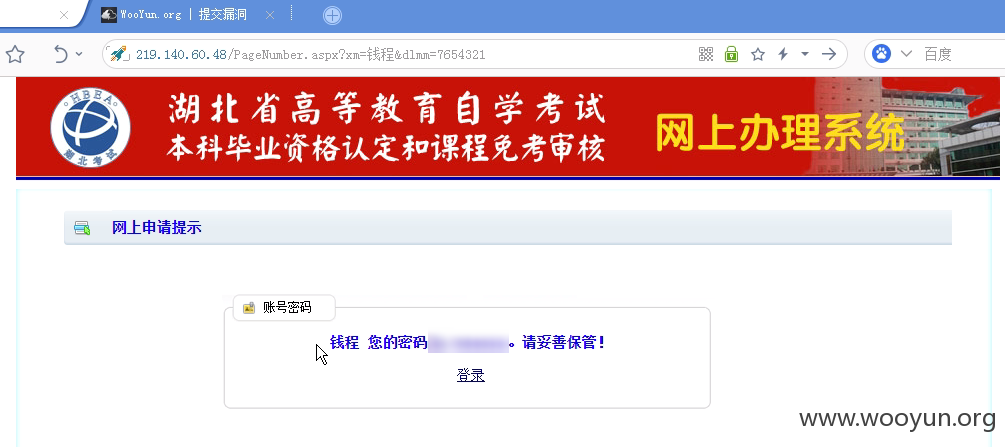 WooYun.org | 提交漏洞
219.140.60.48/PageNumber.aspx?xm=钱程&dlmm=7654321
百度
·HBEA·
湖北考试
湖北省高等教育自学考试
本科毕业资格认定和课程免考审核
网上办理系统
网上申请提示
账号密码
钱程 您的密码
。请妥善保管！
登录
www.wooyun.org